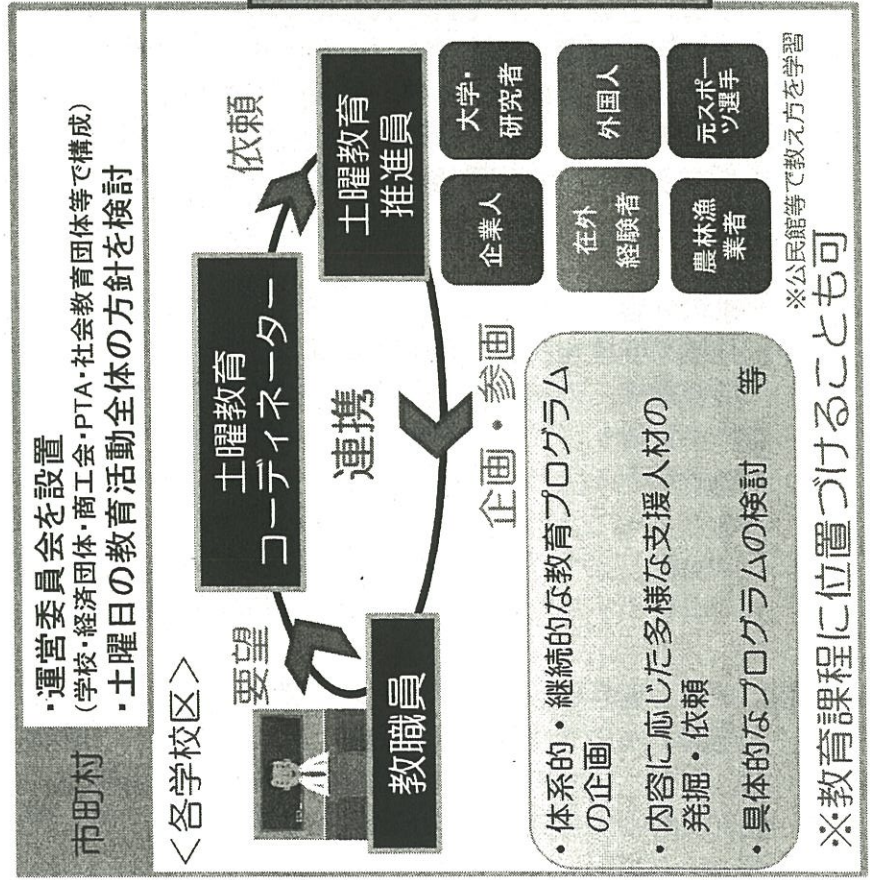 市町村
・運営委員会を設置
(学校・経済団体・商工会・PTA・社会教育団体等で構成)
・土曜日の教育活動全体の方針を検討
<各学校区>
要望
土曜教育
コーディネーター
依頼
教職員
連携
土曜教育
推進員
企画・参画
企業人
大学・
研究者
在外
経験者
外国人
農林漁
業者
元スポー
ツ選手
※公民館等で教え方を学習
・体系的・継続的な教育プログラム
の企画
・内容に応じた多様な支援人材の
発掘・依頼
・具体的なプログラムの検討 等
※教育課程に位置づけることも可